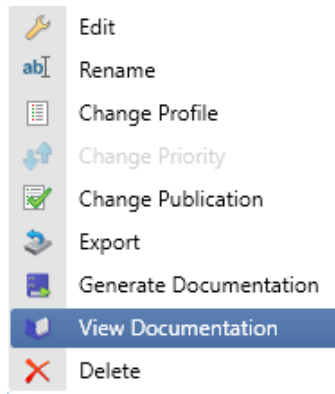 Edit
Rename
Change Profile
Change Priority
Change Publication
Export
Generate Documentation
View Documentation
Delete